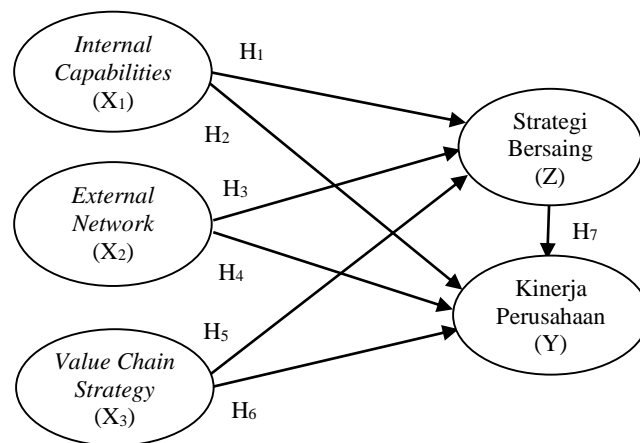 Internal
Capabilities
(X₁)
H₁
H₂
Strategi
Bersaing
(Z)
External
Network
(X₂)
H₃
H₄
H₇
Kinerja
Perusahaan
(Y)
Value Chain
Strategy
(X₃)
H₅
H₆